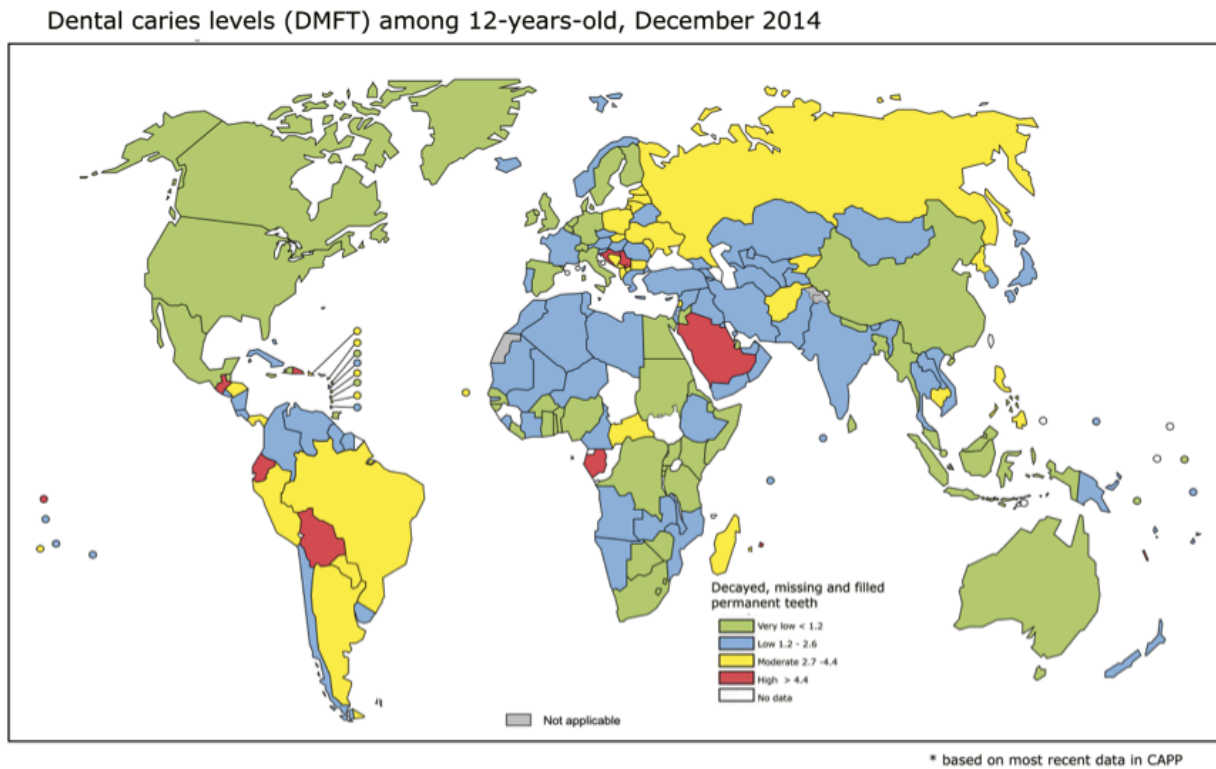 Dental caries levels (DMFT) among 12-years-old, December 2014
Decayed, missing and filled
permanent teeth
Very low < 1.2
Low 1.2 - 2.6
Moderate 2.7 -4.4
High > 4.4
No data
Not applicable
* based on most recent data in CAPP